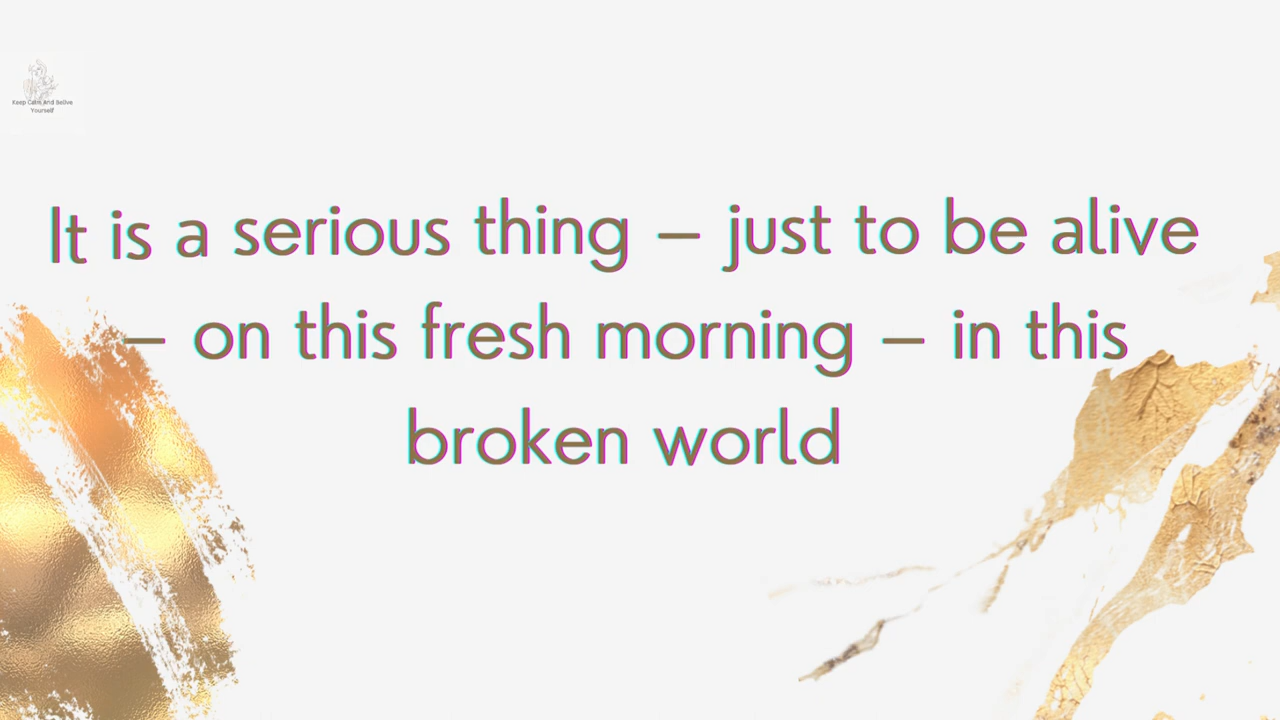 Keep Calm And Belive
Yourself
It is a serious thing – just to be alive
– on this fresh morning – in this
broken world